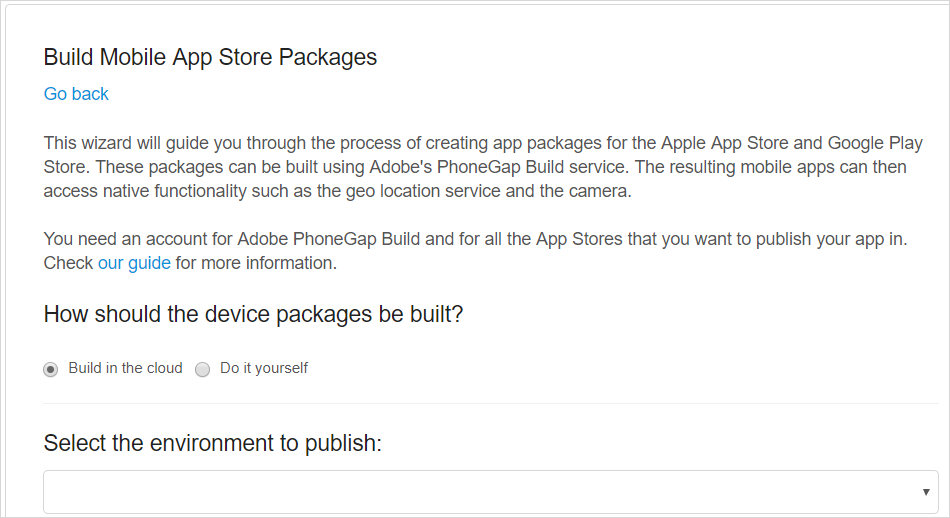 Build Mobile App Store Packages
Go back
This wizard will guide you through the process of creating app packages for the Apple App Store and Google Play
Store. These packages can be built using Adobe's PhoneGap Build service. The resulting mobile apps can then
access native functionality such as the geo location service and the camera.
You need an account for Adobe PhoneGap Build and for all the App Stores that you want to publish your app in.
Check our guide for more information.
How should the device packages be built?
Build in the cloud Do it yourself
Select the environment to publish: